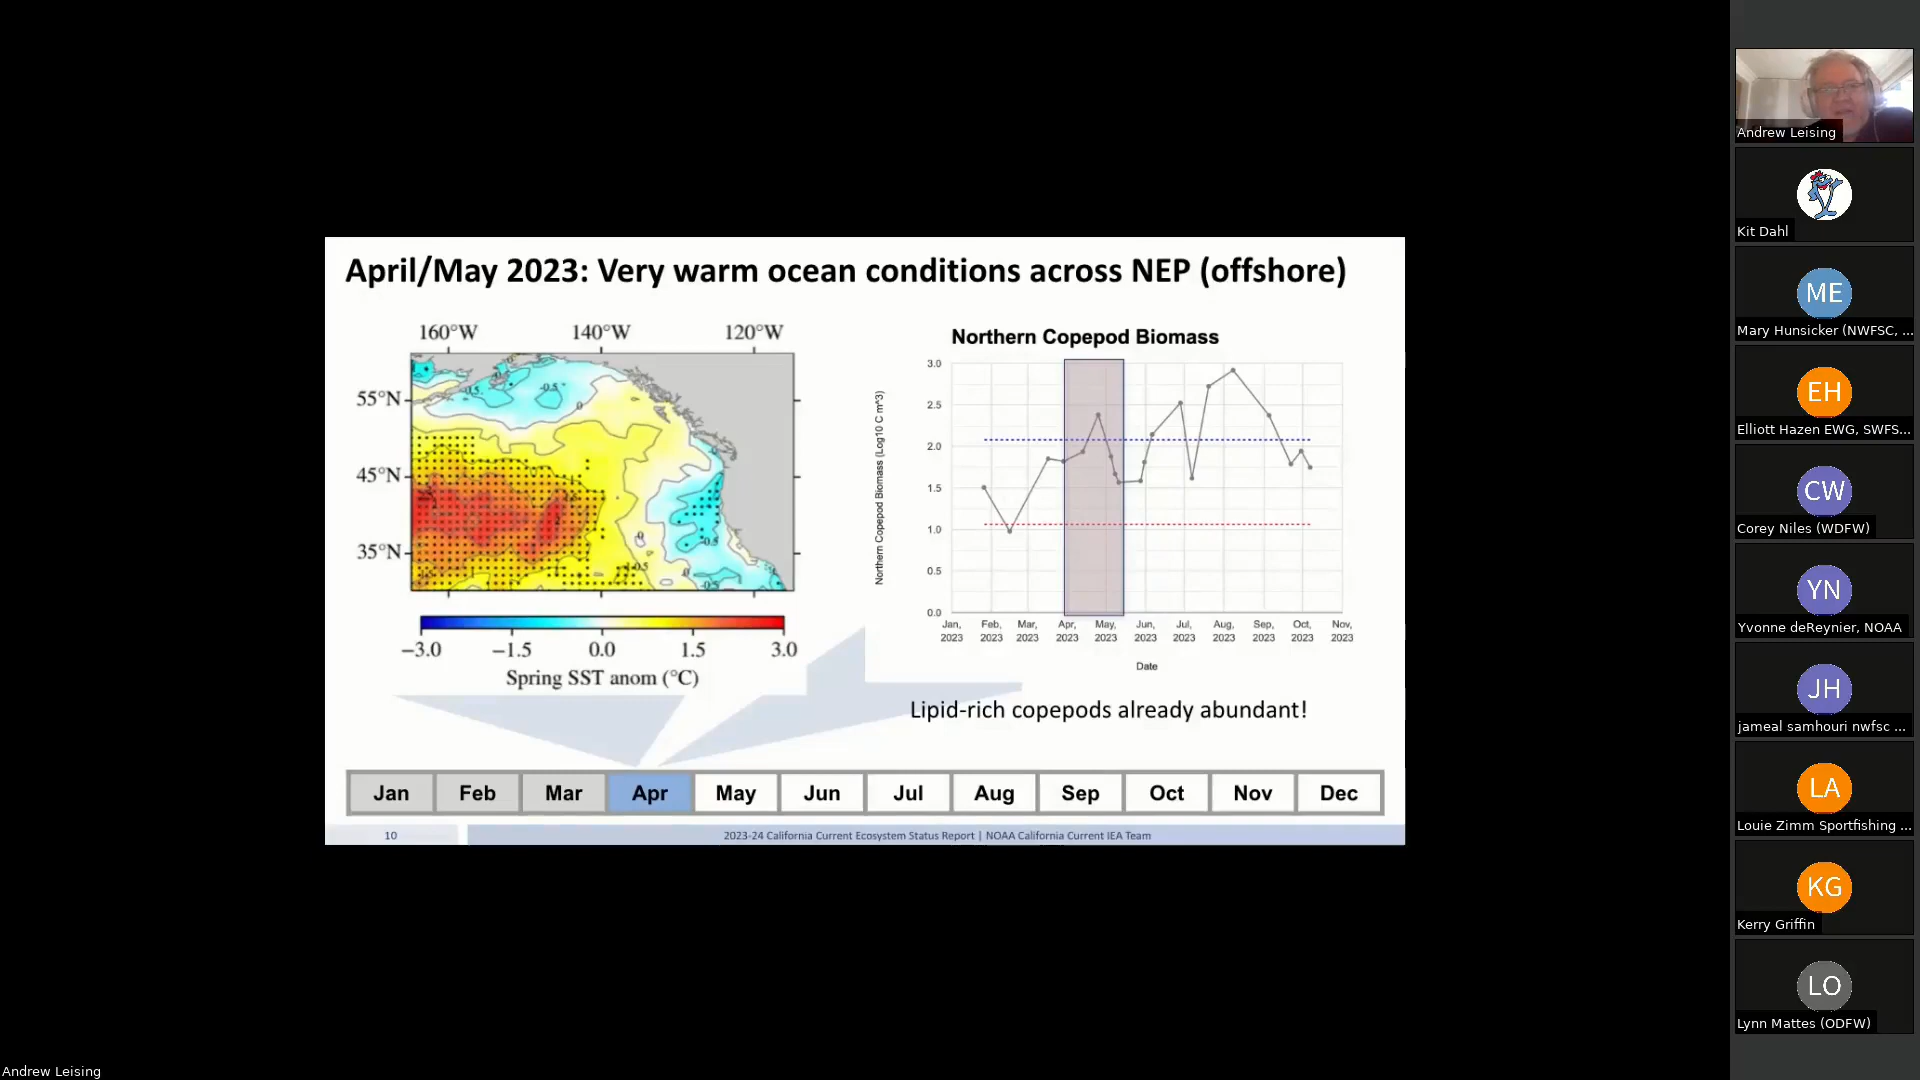 April/May 2023: Very warm ocean conditions across NEP (offshore)
160°W 140°W 120°W
55°N
45°N
35°N
−3.0 −1.5 0.0 1.5 3.0
Spring SST anom (°C)
Northern Copepod Biomass
Northern Copepod Biomass (Log10 C m^3)
3.0
2.5
2.0
1.5
1.0
0.5
0.0
Jan, Feb, Mar, Apr, May, Jun, Jul, Aug, Sep, Oct, Nov,
2023 2023 2023 2023 2023 2023 2023 2023 2023 2023 2023
Date
Lipid-rich copepods already abundant!
Jan Feb Mar Apr May Jun Jul Aug Sep Oct Nov Dec
10
2023-24 California Current Ecosystem Status Report | NOAA California Current IEA Team
Andrew Leising
Kit Dahl
ME
Mary Hunsicker (NWFSC, ...
EH
Elliott Hazen EWG, SWFS...
CW
Corey Niles (WDFW)
YN
Yvonne deReynier, NOAA
JH
jameal samhouri nwfsc ...
LA
Louie Zimm Sportfishing ...
KG
Kerry Griffin
LO
Lynn Mattes (ODFW)
Andrew Leising